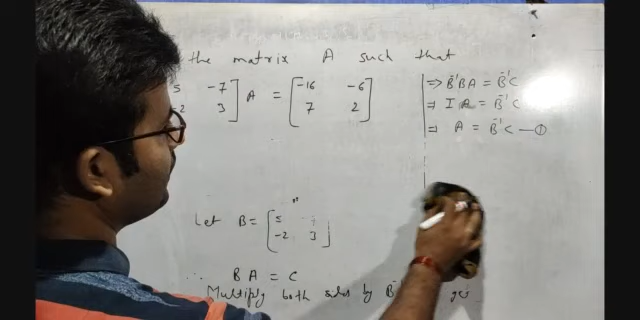 the matrix A such that
5 -7 ] A = [ -16 -6
2 3 ] [ 7 2 ]
⇒ B⁻¹BA = B⁻¹C
⇒ I A = B⁻¹C
⇒ A = B⁻¹C — ①
Let B = [ 5
-2 3 ]
∴ BA = C
Multiply both sides by B⁻¹